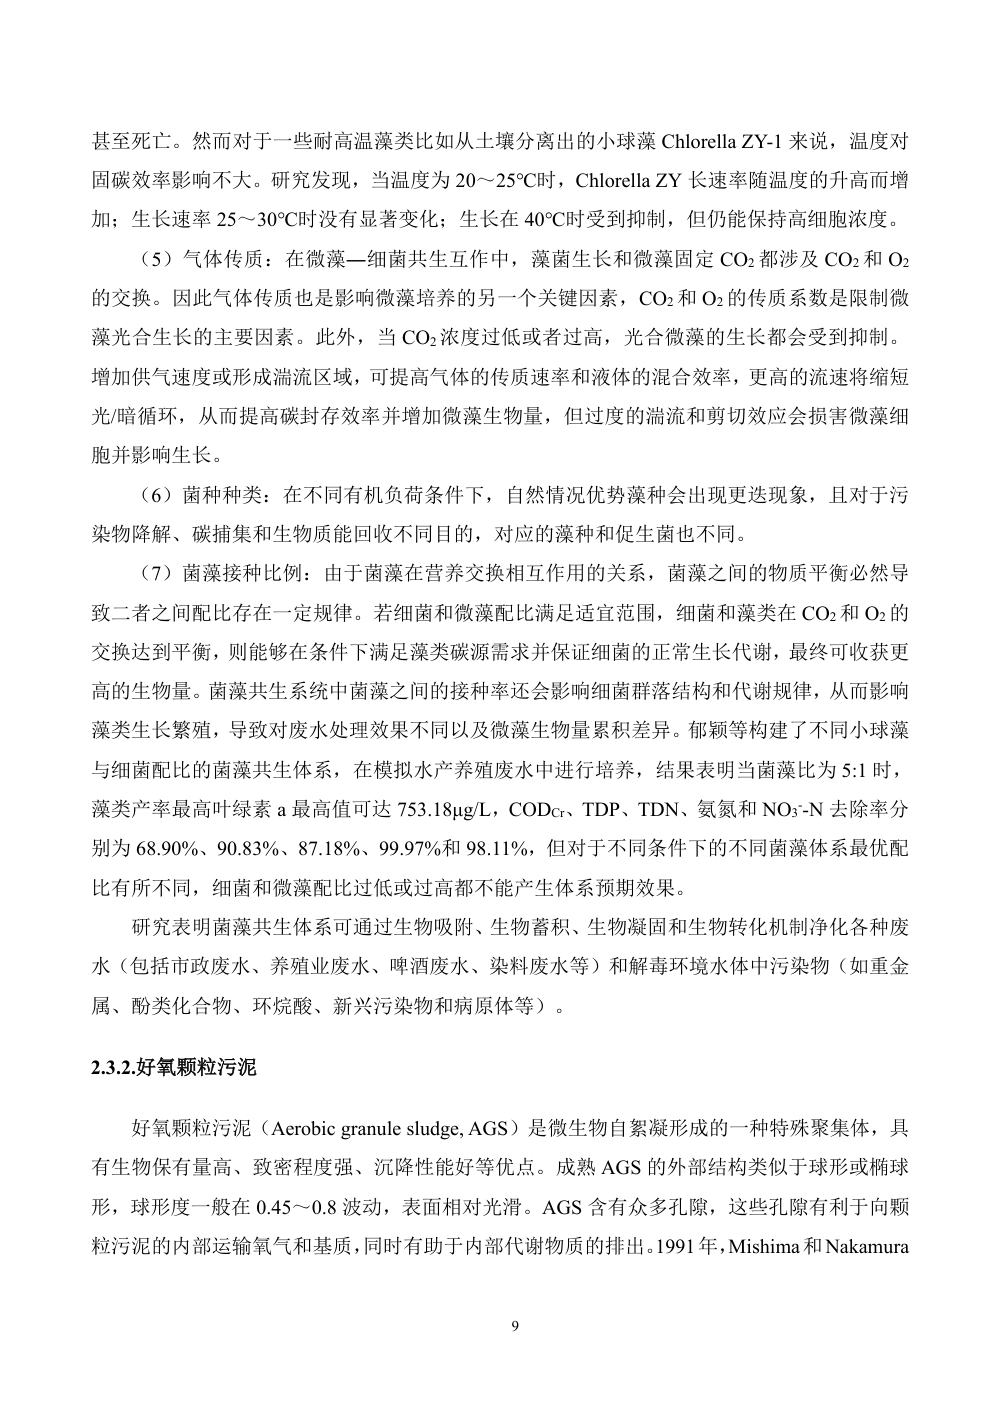 甚至死亡。然而对于一些耐高温藻类比如从土壤分离出的小球藻 Chlorella ZY-1 来说，温度对
固碳效率影响不大。研究发现，当温度为 20～25℃时，Chlorella ZY 长速率随温度的升高而增
加；生长速率 25～30℃时没有显著变化；生长在 40℃时受到抑制，但仍能保持高细胞浓度。
（5）气体传质：在微藻—细菌共生互作中，藻菌生长和微藻固定 CO₂ 都涉及 CO₂ 和 O₂
的交换。因此气体传质也是影响微藻培养的另一个关键因素，CO₂ 和 O₂ 的传质系数是限制微
藻光合生长的主要因素。此外，当 CO₂ 浓度过低或者过高，光合微藻的生长都会受到抑制。
增加供气速度或形成湍流区域，可提高气体的传质速率和液体的混合效率，更高的流速将缩短
光/暗循环，从而提高碳封存效率并增加微藻生物量，但过度的湍流和剪切效应会损害微藻细
胞并影响生长。
（6）菌种种类：在不同有机负荷条件下，自然情况优势藻种会出现更迭现象，且对于污
染物降解、碳捕集和生物质能回收不同目的，对应的藻种和促生菌也不同。
（7）菌藻接种比例：由于菌藻在营养交换相互作用的关系，菌藻之间的物质平衡必然导
致二者之间配比存在一定规律。若细菌和微藻配比满足适宜范围，细菌和藻类在 CO₂ 和 O₂ 的
交换达到平衡，则能够在条件下满足藻类碳源需求并保证细菌的正常生长代谢，最终可收获更
高的生物量。菌藻共生系统中菌藻之间的接种率还会影响细菌群落结构和代谢规律，从而影响
藻类生长繁殖，导致对废水处理效果不同以及微藻生物量累积差异。郁颖等构建了不同小球藻
与细菌配比的菌藻共生体系，在模拟水产养殖废水中进行培养，结果表明当菌藻比为 5:1 时，
藻类产率最高叶绿素 a 最高值可达 753.18μg/L，CODCr、TDP、TDN、氨氮和 NO₃⁻-N 去除率分
别为 68.90%、90.83%、87.18%、99.97%和 98.11%，但对于不同条件下的不同菌藻体系最优配
比有所不同，细菌和微藻配比过低或过高都不能产生体系预期效果。
研究表明菌藻共生体系可通过生物吸附、生物蓄积、生物凝固和生物转化机制净化各种废
水（包括市政废水、养殖业废水、啤酒废水、染料废水等）和解毒环境水体中污染物（如重金
属、酚类化合物、环烷酸、新兴污染物和病原体等）。
2.3.2.好氧颗粒污泥
好氧颗粒污泥（Aerobic granule sludge, AGS）是微生物自絮凝形成的一种特殊聚集体，具
有生物保有量高、致密程度强、沉降性能好等优点。成熟 AGS 的外部结构类似于球形或椭球
形，球形度一般在 0.45～0.8 波动，表面相对光滑。AGS 含有众多孔隙，这些孔隙有利于向颗
粒污泥的内部运输氧气和基质，同时有助于内部代谢物质的排出。1991 年，Mishima 和 Nakamura
9